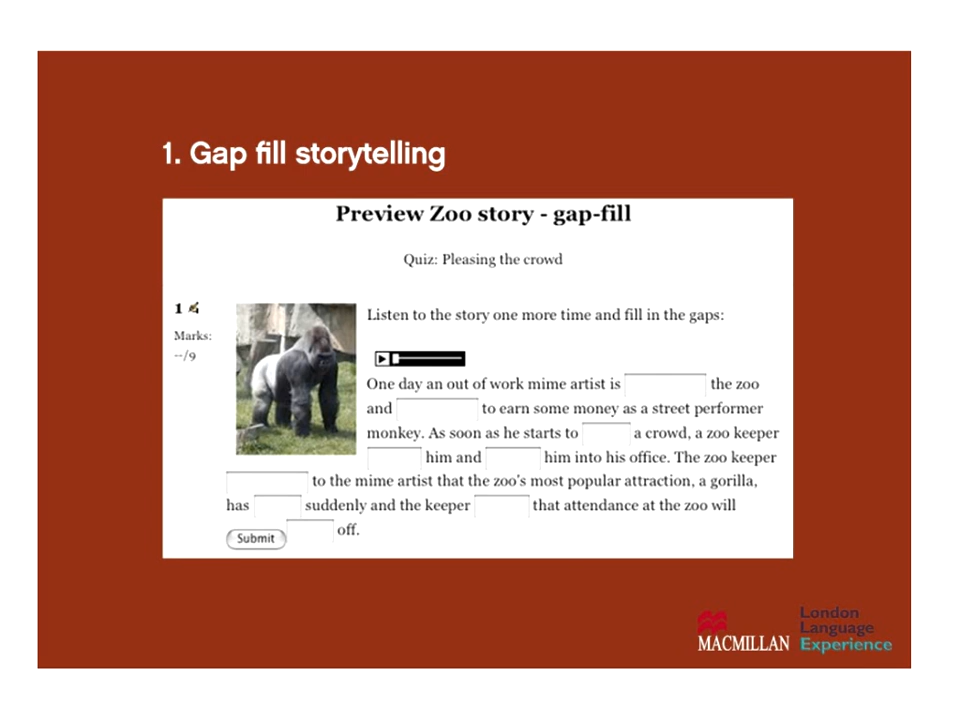 1. Gap fill storytelling
Preview Zoo story - gap-fill
Quiz: Pleasing the crowd
1
Marks:
--/9
Listen to the story one more time and fill in the gaps:
One day an out of work mime artist is the zoo
and to earn some money as a street performer
monkey. As soon as he starts to a crowd, a zoo keeper
him and him into his office. The zoo keeper
to the mime artist that the zoo's most popular attraction, a gorilla,
has suddenly and the keeper that attendance at the zoo will
off.
Submit
MACMILLAN
London
Language
Experience